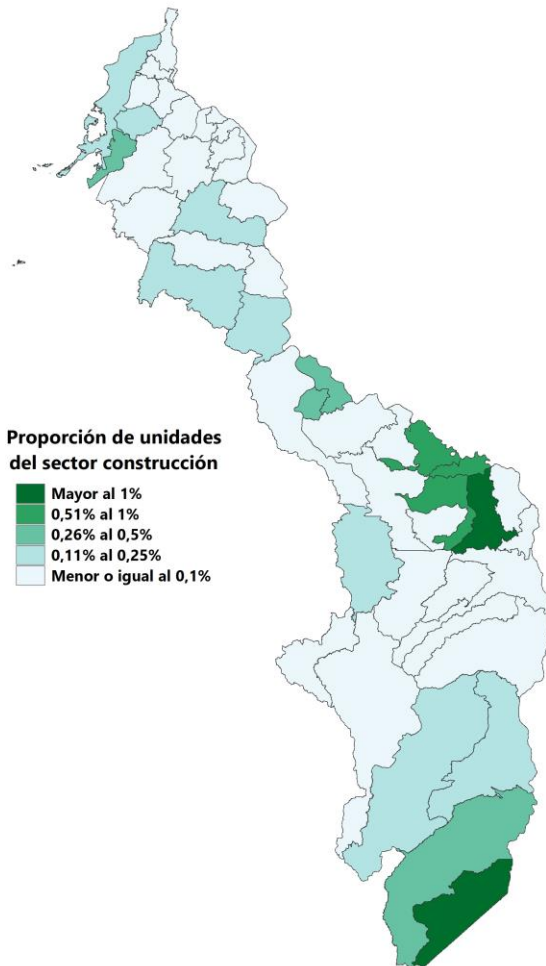 Proporción de unidades
del sector construcción
Mayor al 1%
0,51% al 1%
0,26% al 0,5%
0,11% al 0,25%
Menor o igual al 0,1%